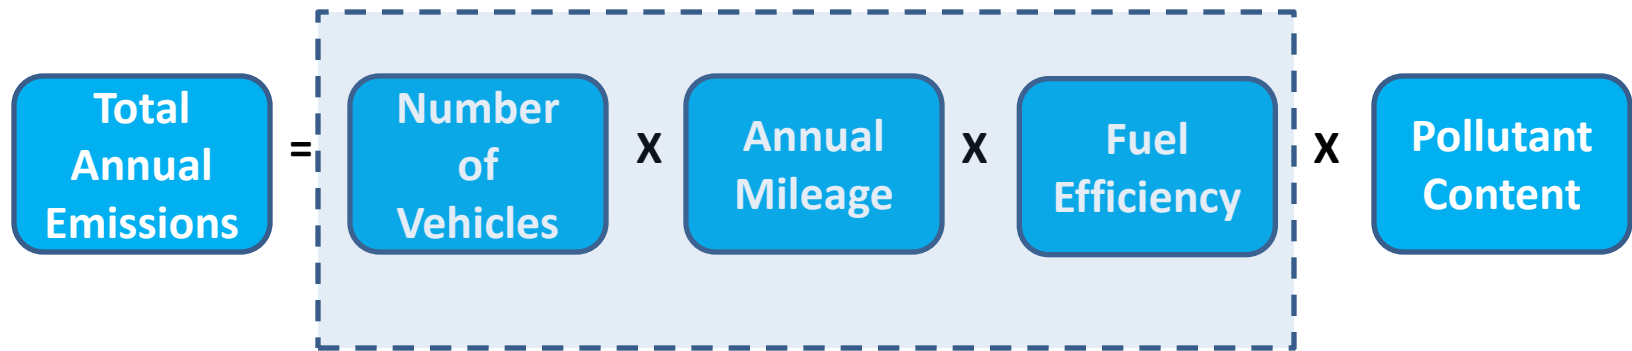 Total
Annual
Emissions
=
Number
of
Vehicles
X
Annual
Mileage
X
Fuel
Efficiency
X
Pollutant
Content